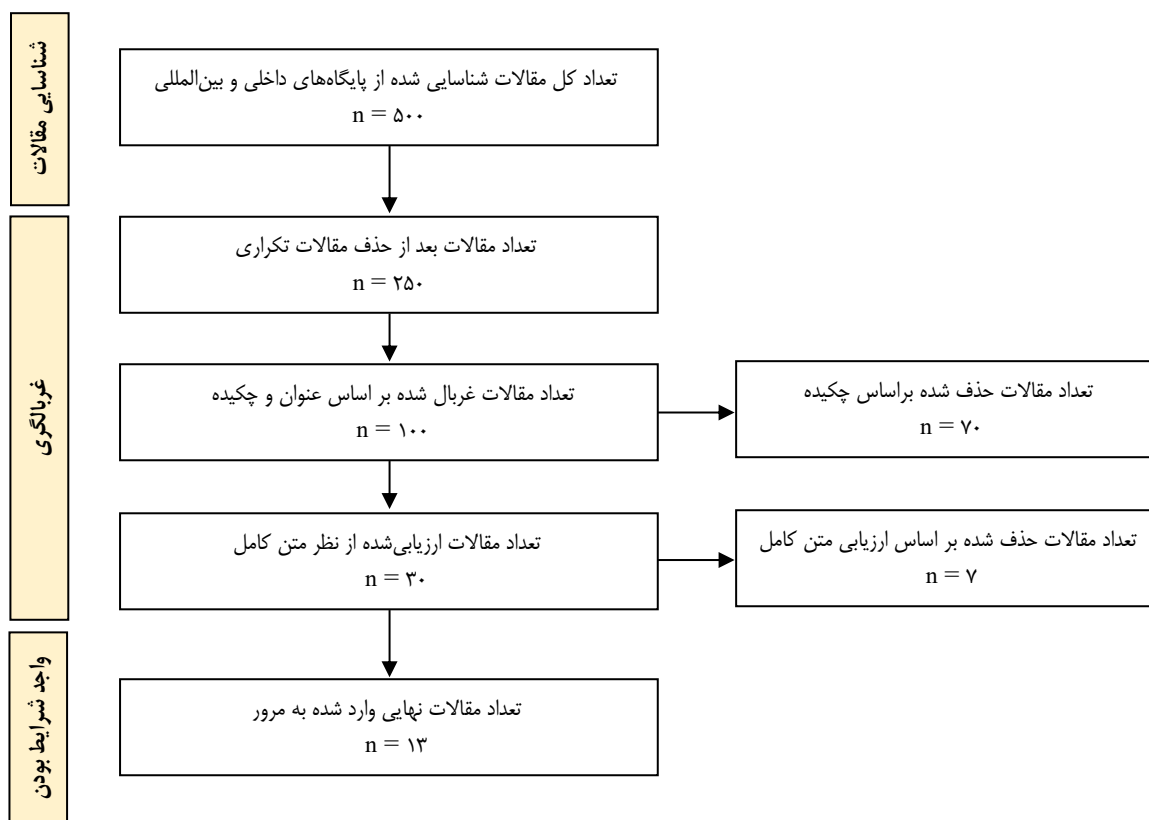 شناسایی مقالات
تعداد کل مقالات شناسایی شده از پایگاه‌های داخلی و بین‌المللی
n = ۵۰۰
غربالگری
تعداد مقالات بعد از حذف مقالات تکراری
n = ۲۵۰
تعداد مقالات غربال شده بر اساس عنوان و چکیده
n = ۱۰۰
تعداد مقالات حذف شده براساس چکیده
n = ۷۰
تعداد مقالات ارزیابی‌شده از نظر متن کامل
n = ۳۰
تعداد مقالات حذف شده بر اساس ارزیابی متن کامل
n = ۷
واجد شرایط بودن
تعداد مقالات نهایی وارد شده به مرور
n = ۱۳